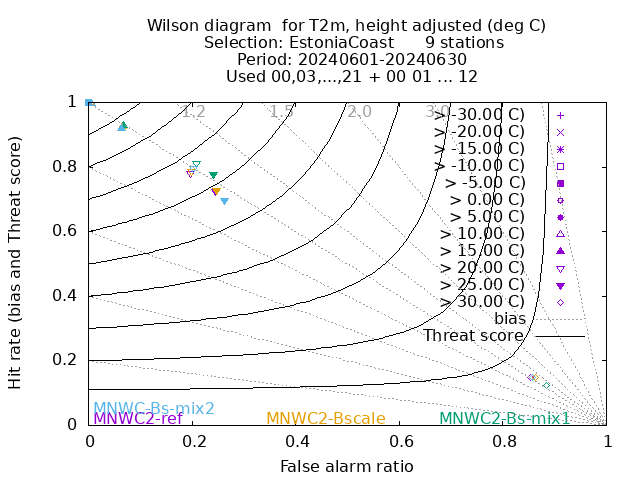 Wilson diagram  for T2m, height adjusted (deg C)
Selection: EstoniaCoast      9 stations
Period: 20240601-20240630
Used 00,03,...,21 + 00 01 ... 12
1.2 1.5 2.0 3.0
> -30.00 C)
> -20.00 C)
> -15.00 C)
> -10.00 C)
> -5.00 C)
> 0.00 C)
> 5.00 C)
> 10.00 C)
> 15.00 C)
> 20.00 C)
> 25.00 C)
> 30.00 C)
bias
Threat score
Hit rate (bias and Threat score)
1
0.8
0.6
0.4
0.2
0
MNWC-Bs-mix2
MNWC2-ref MNWC2-Bscale MNWC2-Bs-mix1
0 0.2 0.4 0.6 0.8 1
False alarm ratio